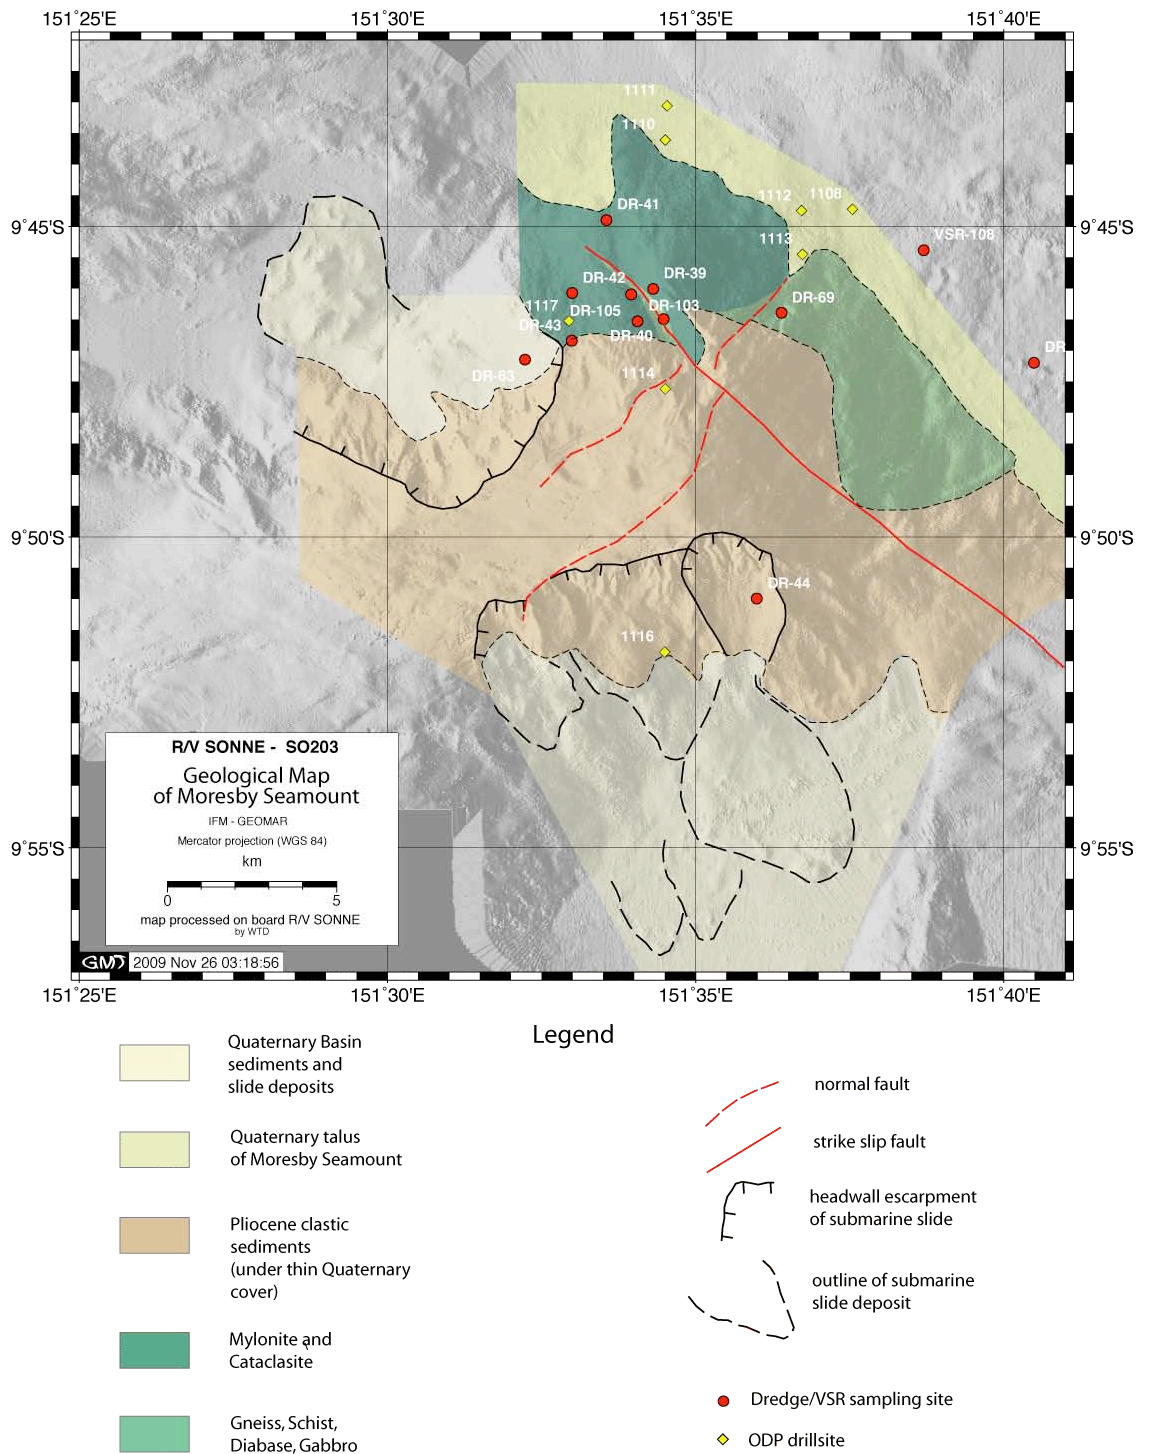 151°25'E 151°30'E 151°35'E 151°40'E
1111
1110
1112 1108
DR-41
9°45'S 9°45'S
VSR-108
1113
DR-42 DR-39
DR-69
1117 DR-105 DR-103
DR-43 DR-40
DR
DR-63 1114
9°50'S 9°50'S
DR-44
1116
R/V SONNE - SO203
Geological Map
of Moresby Seamount
IFM - GEOMAR
Mercator projection (WGS 84)
km
0 5
map processed on board R/V SONNE
by WTD
9°55'S 9°55'S
GMT 2009 Nov 26 03:18:56
151°25'E 151°30'E 151°35'E 151°40'E
Legend
Quaternary Basin
sediments and
slide deposits
Quaternary talus
of Moresby Seamount
Pliocene clastic
sediments
(under thin Quaternary
cover)
Mylonite and
Cataclasite
Gneiss, Schist,
Diabase, Gabbro
normal fault
strike slip fault
headwall escarpment
of submarine slide
outline of submarine
slide deposit
Dredge/VSR sampling site
ODP drillsite